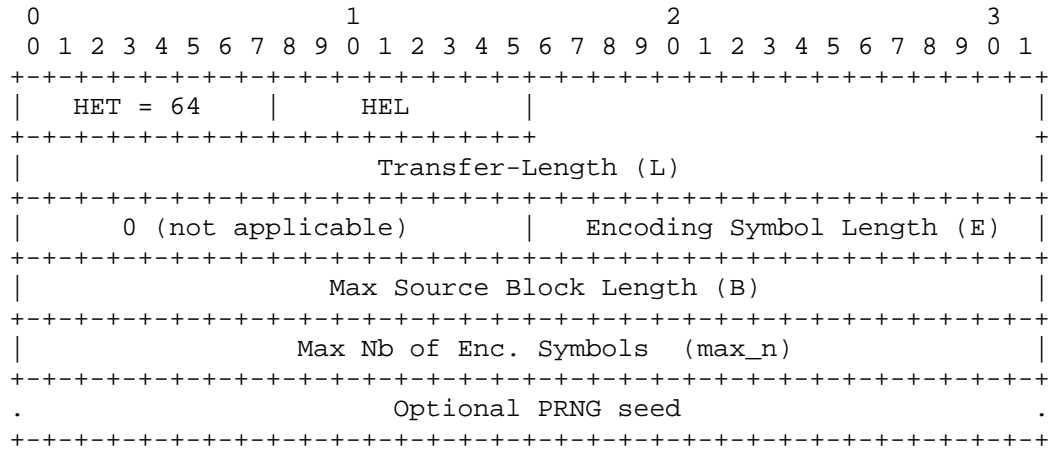 0                   1                   2                   3
 0 1 2 3 4 5 6 7 8 9 0 1 2 3 4 5 6 7 8 9 0 1 2 3 4 5 6 7 8 9 0 1
+-+-+-+-+-+-+-+-+-+-+-+-+-+-+-+-+-+-+-+-+-+-+-+-+-+-+-+-+-+-+-+-+
|   HET = 64    |     HEL       |                               |
+-+-+-+-+-+-+-+-+-+-+-+-+-+-+-+-+                               +
|                      Transfer-Length (L)                      |
+-+-+-+-+-+-+-+-+-+-+-+-+-+-+-+-+-+-+-+-+-+-+-+-+-+-+-+-+-+-+-+-+
|      0 (not applicable)       |   Encoding Symbol Length (E)  |
+-+-+-+-+-+-+-+-+-+-+-+-+-+-+-+-+-+-+-+-+-+-+-+-+-+-+-+-+-+-+-+-+
|                   Max Source Block Length (B)                 |
+-+-+-+-+-+-+-+-+-+-+-+-+-+-+-+-+-+-+-+-+-+-+-+-+-+-+-+-+-+-+-+-+
|                 Max Nb of Enc. Symbols  (max_n)               |
+-+-+-+-+-+-+-+-+-+-+-+-+-+-+-+-+-+-+-+-+-+-+-+-+-+-+-+-+-+-+-+-+
.                       Optional PRNG seed                      .
+-+-+-+-+-+-+-+-+-+-+-+-+-+-+-+-+-+-+-+-+-+-+-+-+-+-+-+-+-+-+-+-+